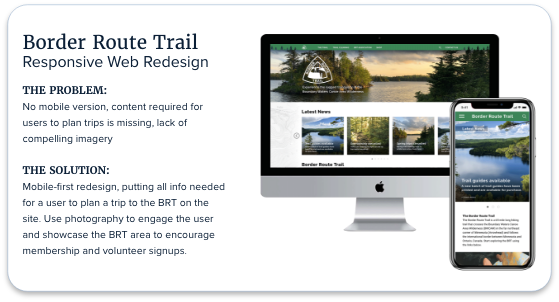 Border Route Trail
Responsive Web Redesign
THE PROBLEM:
No mobile version, content required for
users to plan trips is missing, lack of
compelling imagery
THE SOLUTION:
Mobile-first redesign, putting all info needed
for a user to plan a trip to the BRT on the
site. Use photography to engage the user
and showcase the BRT area to encourage
membership and volunteer signups.
Latest News
Border Route Trail
Border Route Trail
Trail guides available
Border Route Trail